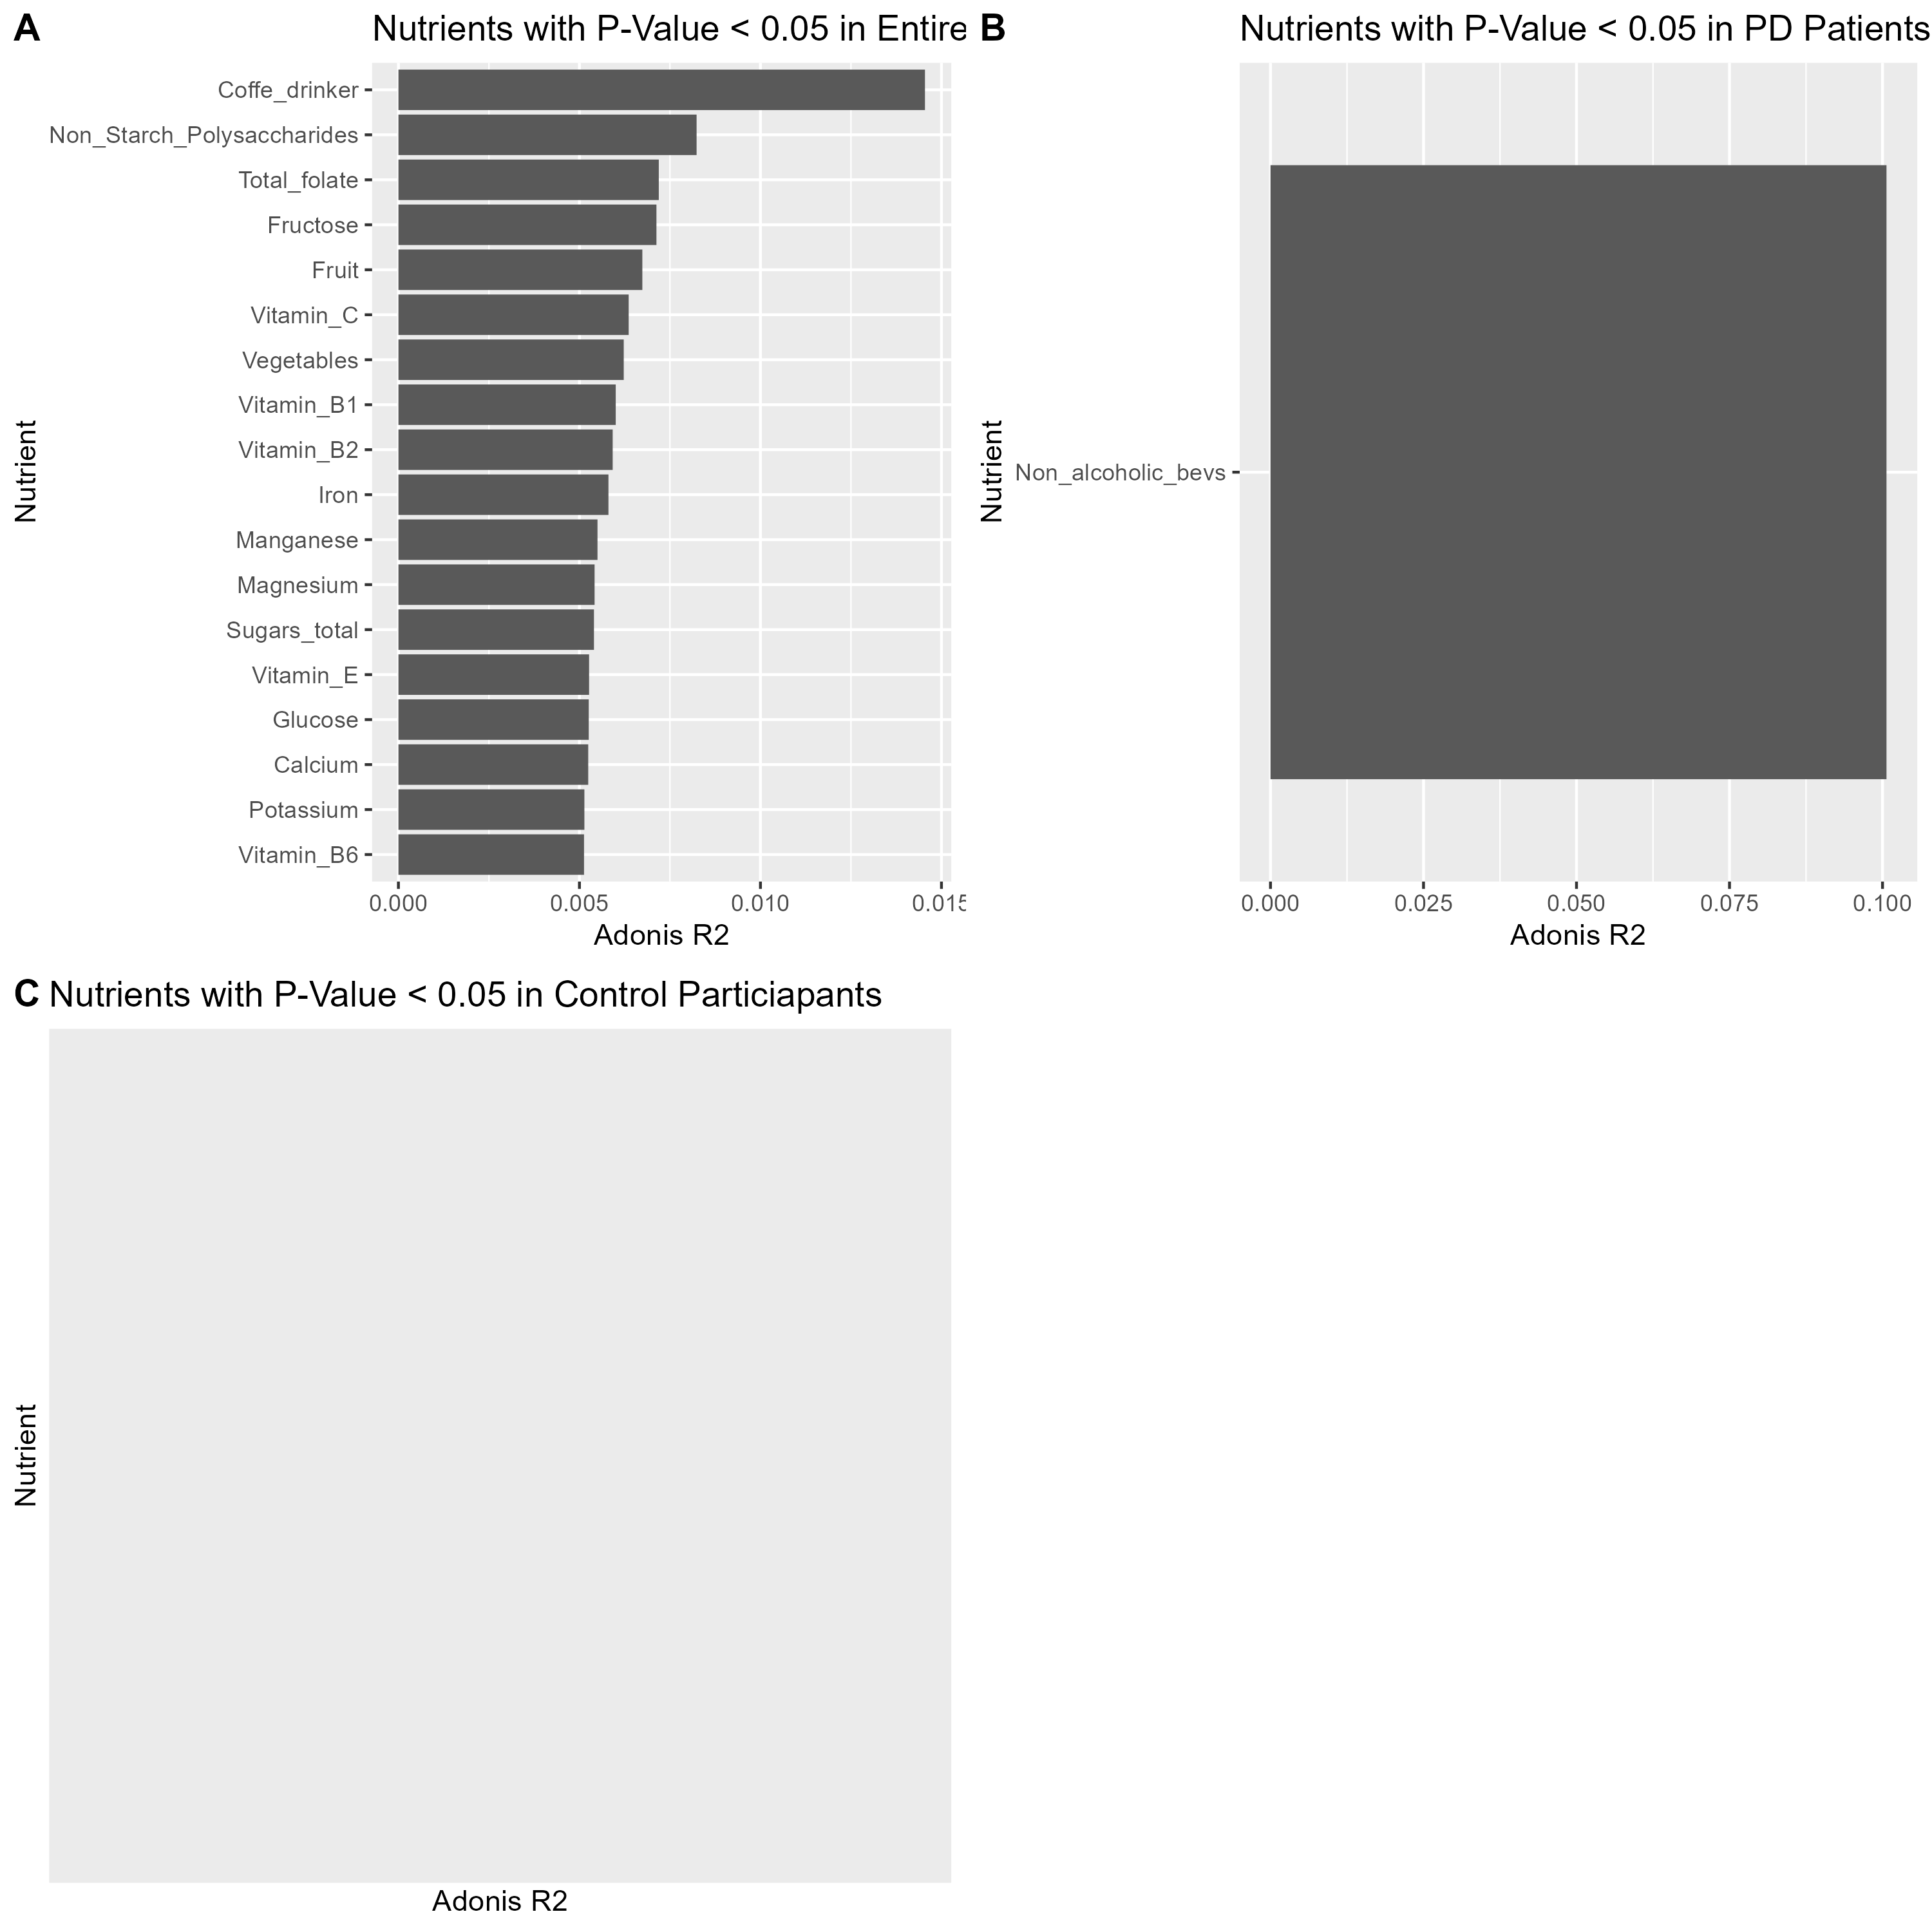 A
Nutrients with P-Value < 0.05 in Entire
Nutrient
Coffe_drinker
Non_Starch_Polysaccharides
Total_folate
Fructose
Fruit
Vitamin_C
Vegetables
Vitamin_B1
Vitamin_B2
Iron
Manganese
Magnesium
Sugars_total
Vitamin_E
Glucose
Calcium
Potassium
Vitamin_B6
0.000 0.005 0.010 0.015
Adonis R2
B
Nutrients with P-Value < 0.05 in PD Patients
Nutrient
Non_alcoholic_bevs
0.000 0.025 0.050 0.075 0.100
Adonis R2
C
Nutrients with P-Value < 0.05 in Control Particiapants
Nutrient
Adonis R2